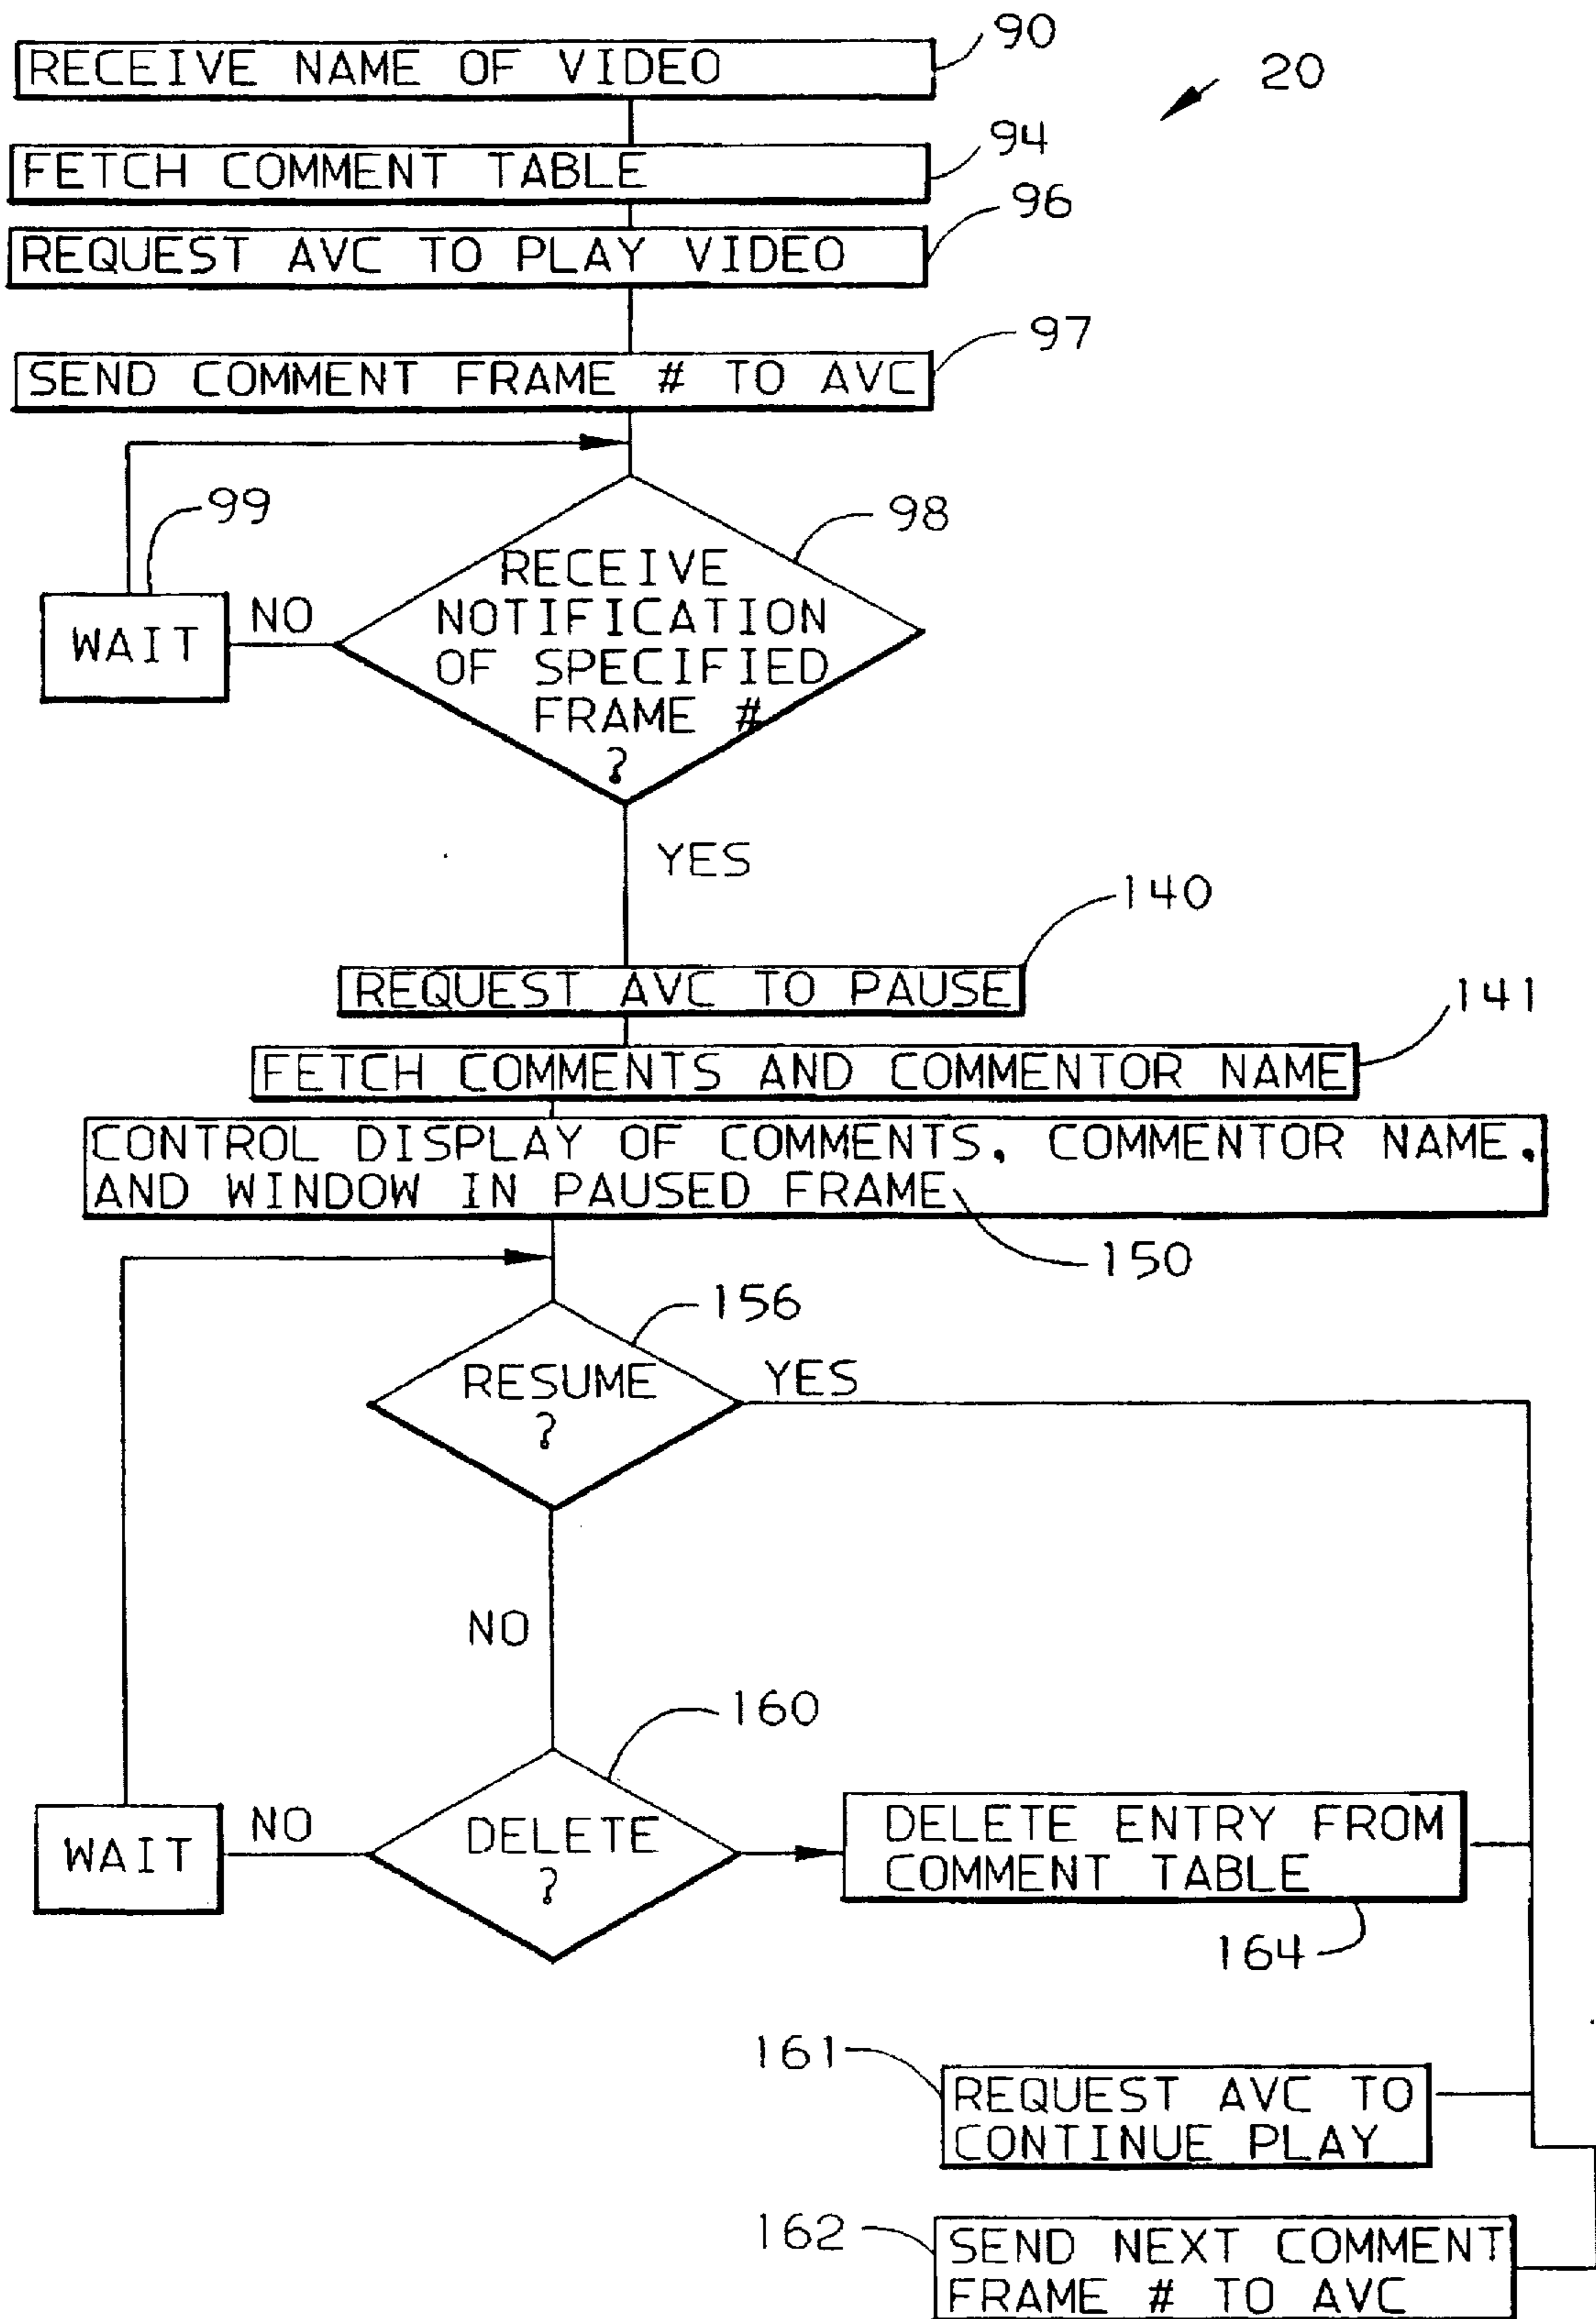 90
RECEIVE NAME OF VIDEO
20
94
FETCH COMMENT TABLE
96
REQUEST AVC TO PLAY VIDEO
97
SEND COMMENT FRAME # TO AVC
99
98
RECEIVE
NOTIFICATION
OF SPECIFIED
FRAME #
?
NO
WAIT
YES
140
REQUEST AVC TO PAUSE
141
FETCH COMMENTS AND COMMENTOR NAME
CONTROL DISPLAY OF COMMENTS, COMMENTOR NAME,
AND WINDOW IN PAUSED FRAME
150
156
RESUME
?
YES
NO
160
DELETE
?
NO
WAIT
DELETE ENTRY FROM
COMMENT TABLE
164
161
REQUEST AVC TO
CONTINUE PLAY
162
SEND NEXT COMMENT
FRAME # TO AVC